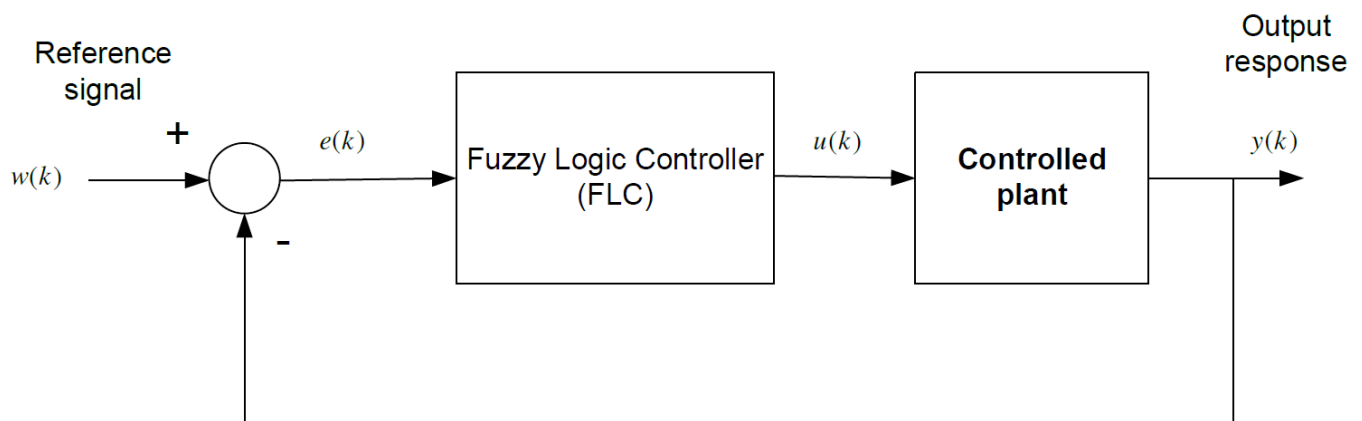 Reference
signal
Output
response
+
w(k)
e(k)
Fuzzy Logic Controller
(FLC)
u(k)
Controlled
plant
y(k)
-